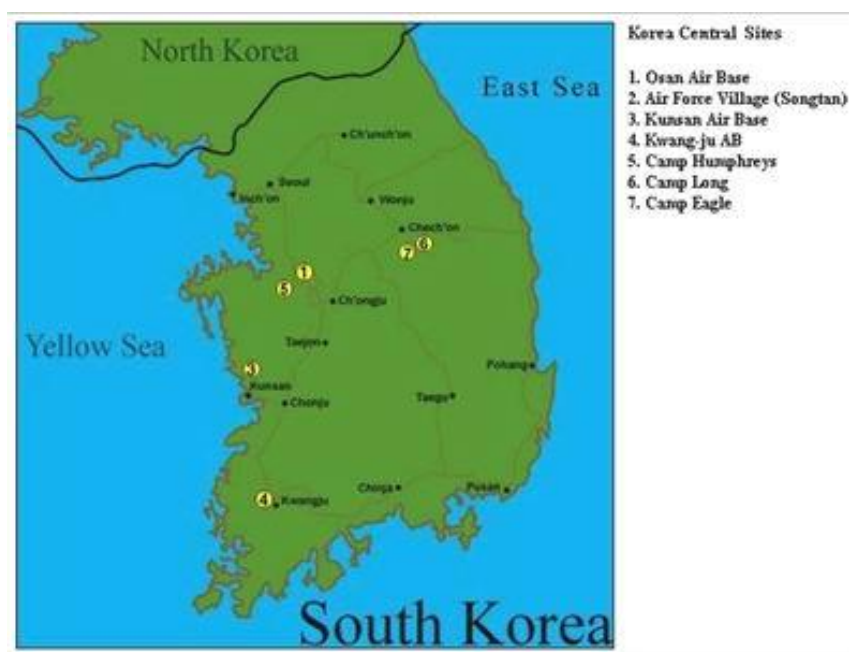 North Korea
East Sea
Ch'unch'on
Seoul
Inch'on
Wonju
Chech'on
6
7
1
5
Ch'ongju
Yellow Sea
Taejon
3
Pohang
Kunsan
Chonju
Taegu
4
Kwangju
Chinju
Pusan
South Korea
Korea Central Sites
1. Osan Air Base
2. Air Force Village (Songtan)
3. Kunsan Air Base
4. Kwang-ju AB
5. Camp Humphreys
6. Camp Long
7. Camp Eagle